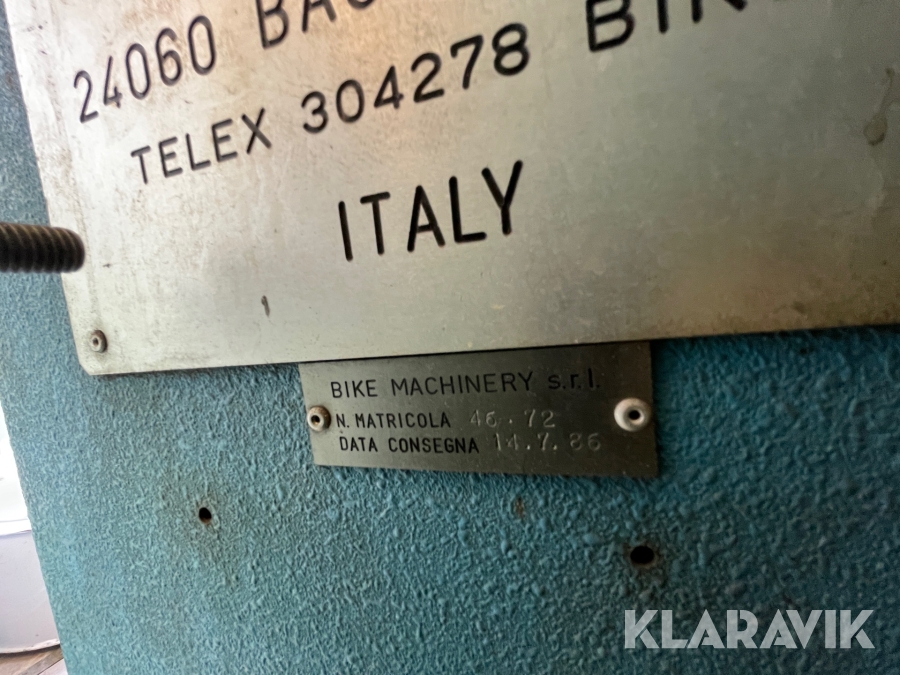 24060
TELEX 304278
ITALY
BIKE MACHINERY s.r.l.
N. MATRICOLA 46.72
DATA CONSEGNA 14.7.86
KLARAVIK